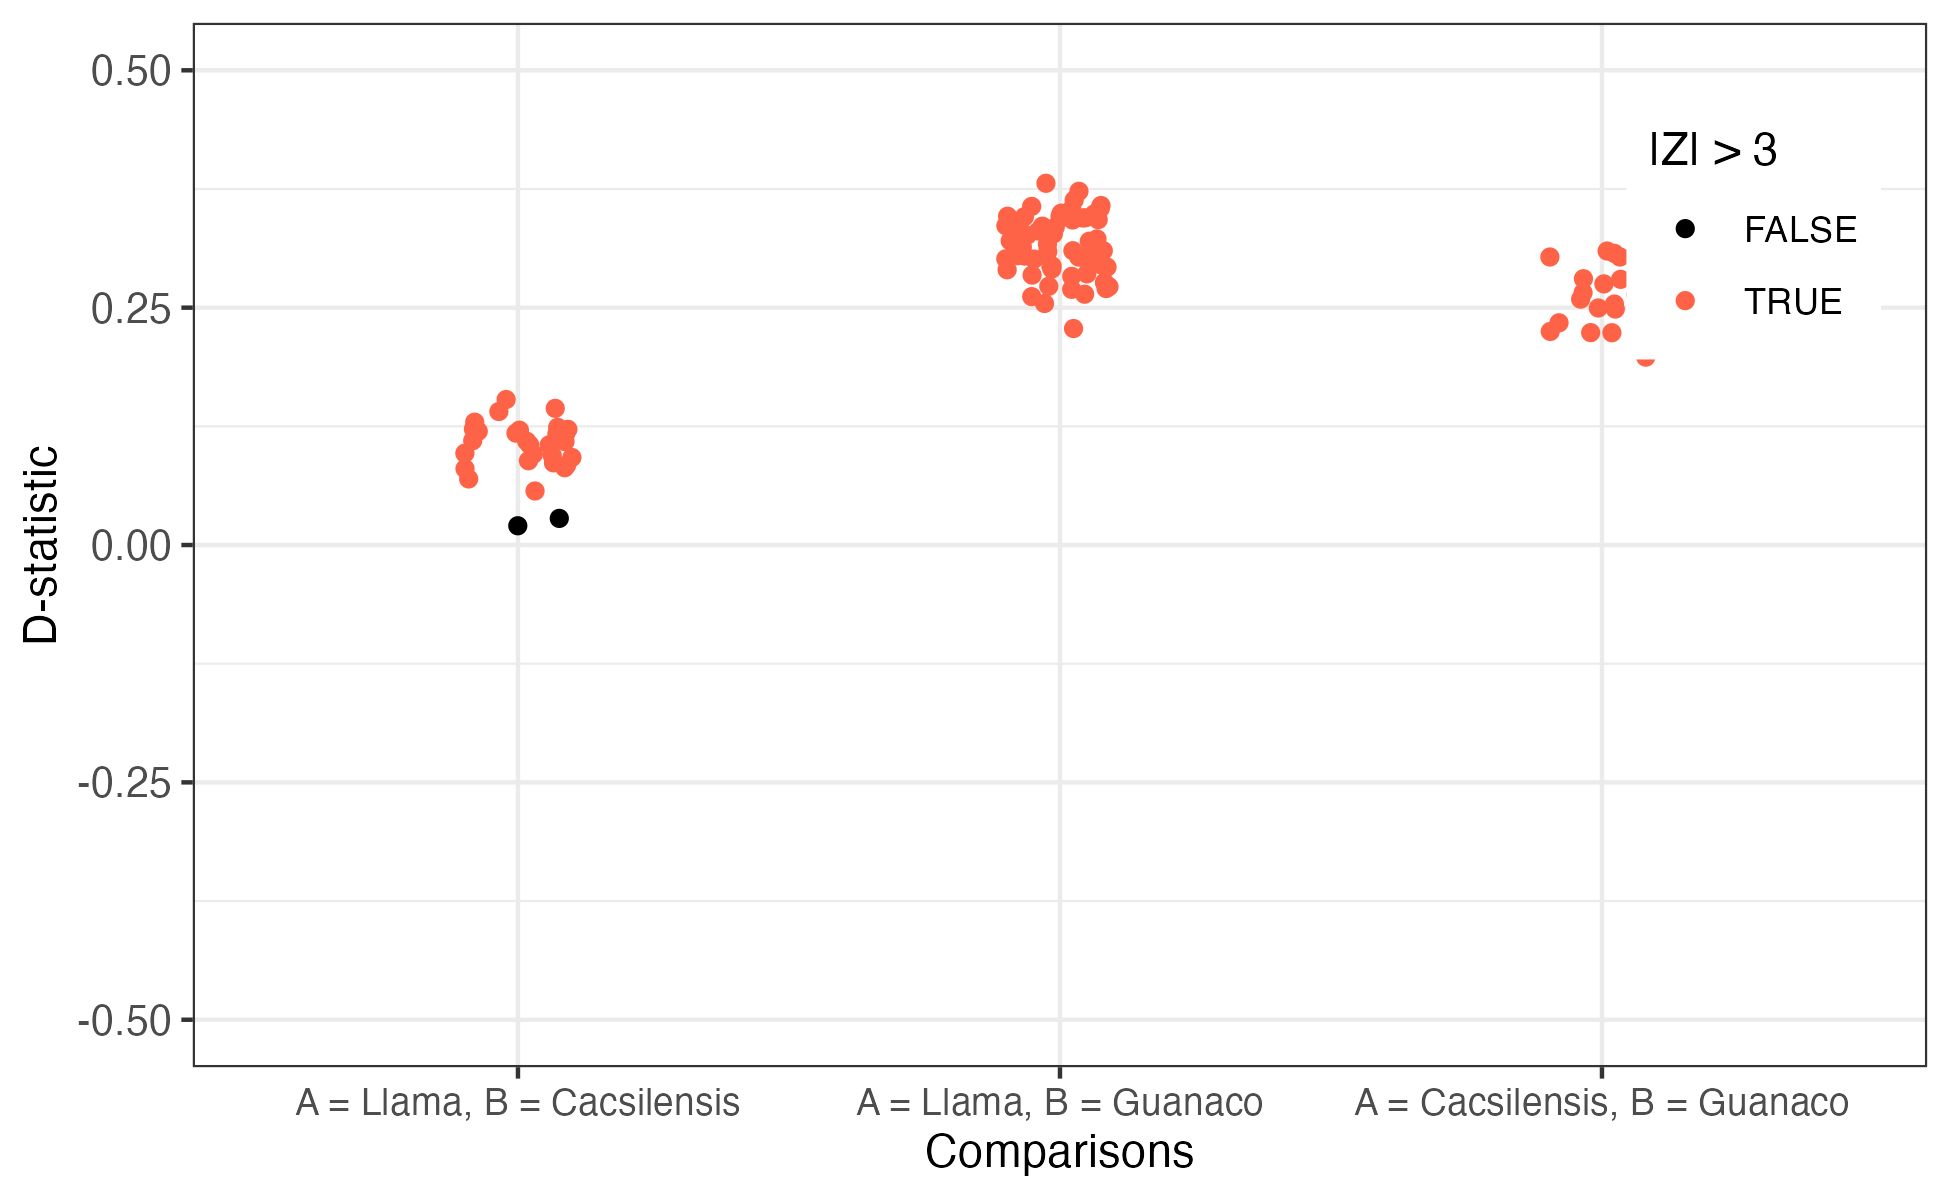 |Z| > 3
FALSE
TRUE
0.50
0.25
0.00
-0.25
-0.50
D-statistic
A = Llama, B = Cacsilensis
A = Llama, B = Guanaco
A = Cacsilensis, B = Guanaco
Comparisons